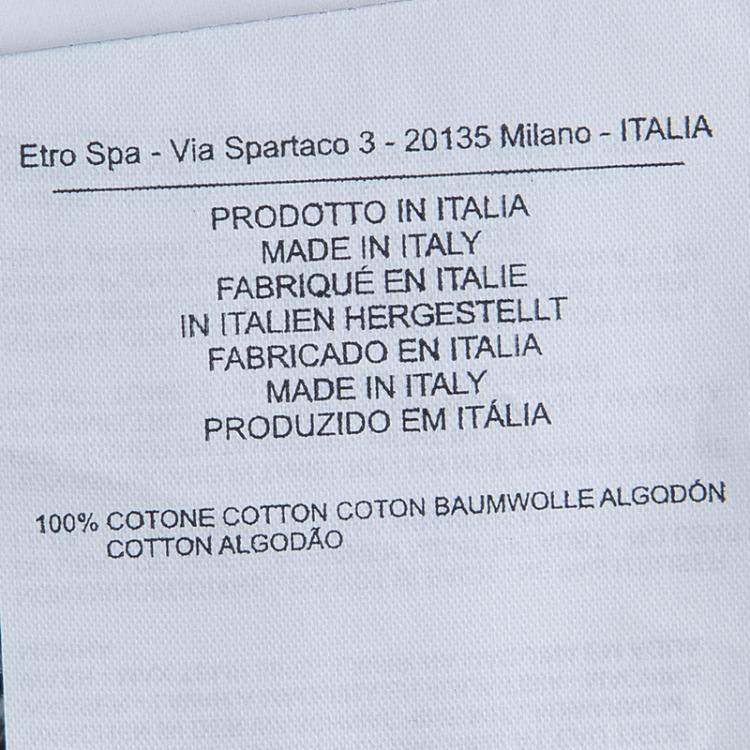 Etro Spa - Via Spartaco 3 - 20135 Milano - ITALIA
PRODOTTO IN ITALIA
MADE IN ITALY
FABRIQUÉ EN ITALIE
IN ITALIEN HERGESTELLT
FABRICADO EN ITALIA
MADE IN ITALY
PRODUZIDO EM ITÁLIA
100% COTONE COTTON COTON BAUMWOLLE ALGODÓN
COTTON ALGODÃO